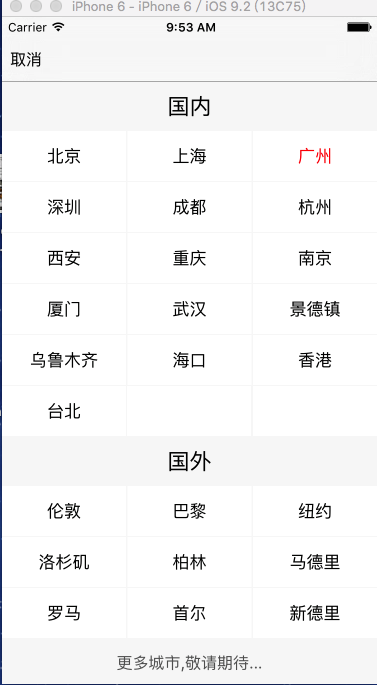 iPhone 6 - iPhone 6 / iOS 9.2 (13C75)
Carrier 9:53 AM
取消
国内
北京 上海 广州
深圳 成都 杭州
西安 重庆 南京
厦门 武汉 景德镇
乌鲁木齐 海口 香港
台北
国外
伦敦 巴黎 纽约
洛杉矶 柏林 马德里
罗马 首尔 新德里
更多城市,敬请期待...